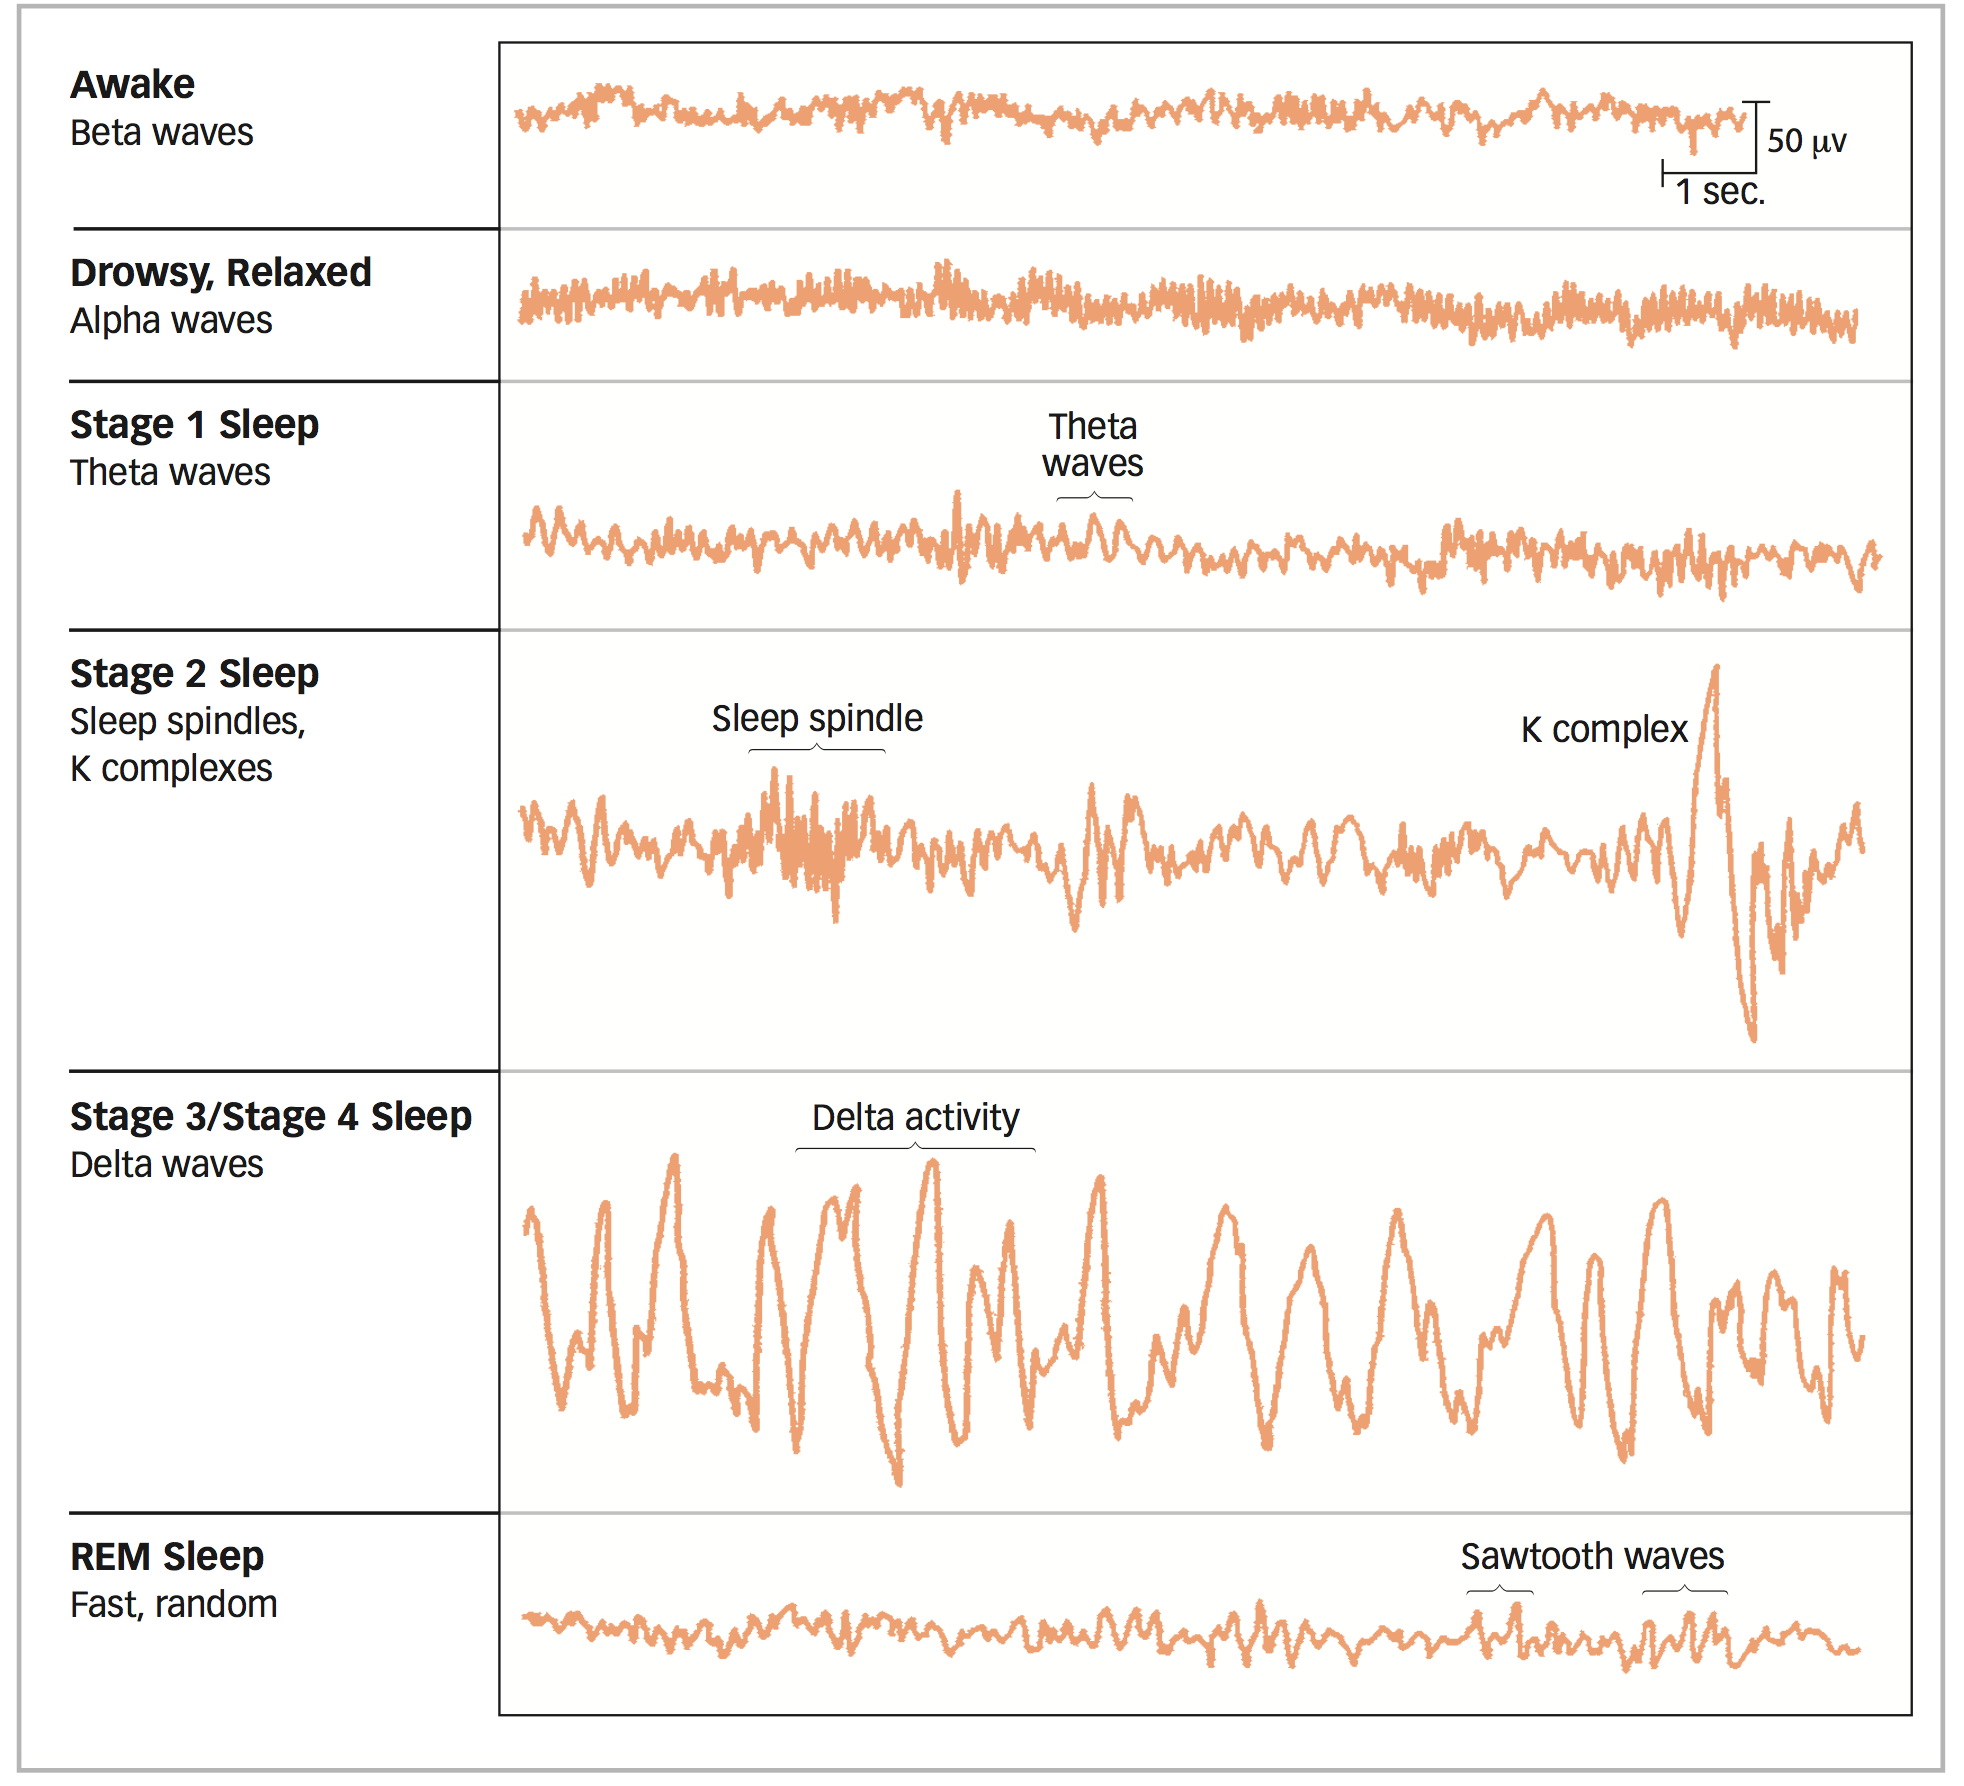 Awake
Beta waves
50 μv
1 sec.
Drowsy, Relaxed
Alpha waves
Stage 1 Sleep
Theta waves
Theta
waves
Stage 2 Sleep
Sleep spindles,
K complexes
Sleep spindle
K complex
Stage 3/Stage 4 Sleep
Delta waves
Delta activity
REM Sleep
Fast, random
Sawtooth waves